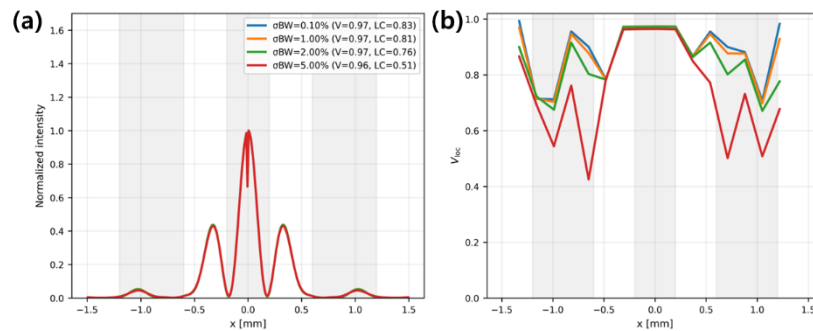 (a)
σBW=0.10% (V=0.97, LC=0.83)
σBW=1.00% (V=0.97, LC=0.81)
σBW=2.00% (V=0.97, LC=0.76)
σBW=5.00% (V=0.96, LC=0.51)
Normalized intensity
1.6
1.4
1.2
1.0
0.8
0.6
0.4
0.2
0.0
−1.5 −1.0 −0.5 0.0 0.5 1.0 1.5
x [mm]
(b)
Vloc
1.0
0.8
0.6
0.4
0.2
0.0
−1.5 −1.0 −0.5 0.0 0.5 1.0 1.5
x [mm]